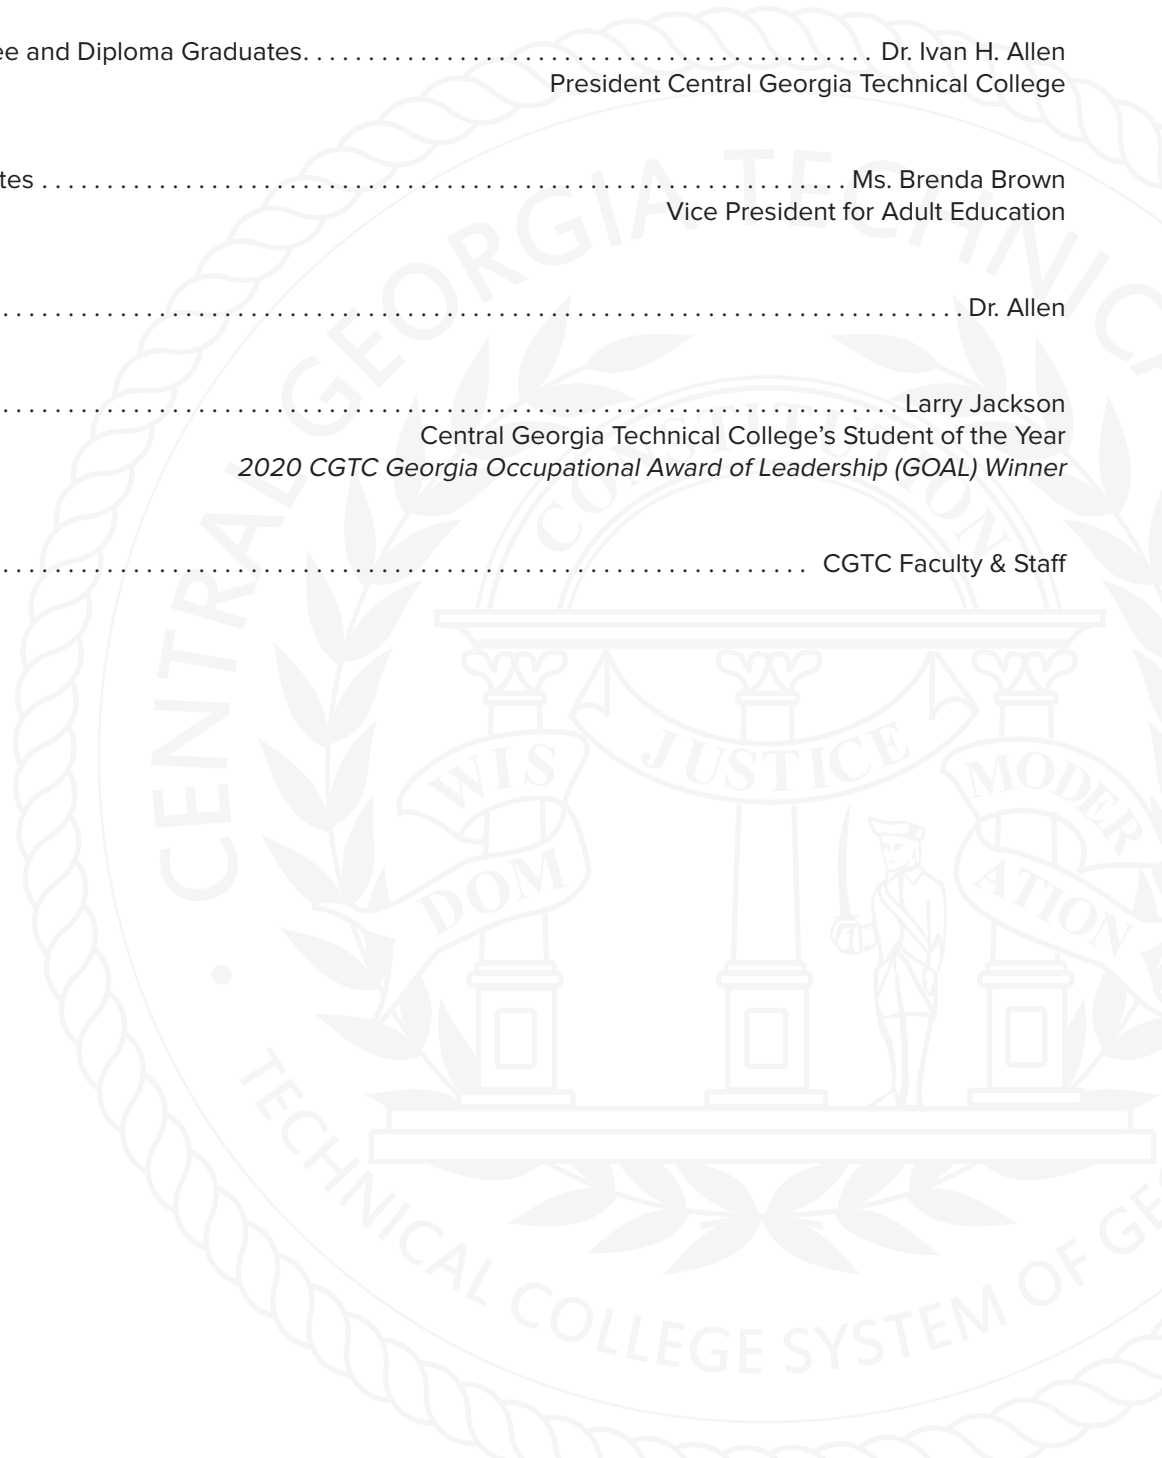 ee and Diploma Graduates. . . . . . . . . . . . . . . . . . . . . . . . . . . . . . . . . . . . . . . . . . . . Dr. Ivan H. Allen
President Central Georgia Technical College
tes . . . . . . . . . . . . . . . . . . . . . . . . . . . . . . . . . . . . . . . . . . . . . . . . . . . . . . . . . . . . . . Ms. Brenda Brown
Vice President for Adult Education
. . . . . . . . . . . . . . . . . . . . . . . . . . . . . . . . . . . . . . . . . . . . . . . . . . . . . . . . . . . . . . . . . . . . . . . . . . Dr. Allen
. . . . . . . . . . . . . . . . . . . . . . . . . . . . . . . . . . . . . . . . . . . . . . . . . . . . . . . . . . . . . . . . . . . . . Larry Jackson
Central Georgia Technical College's Student of the Year
2020 CGTC Georgia Occupational Award of Leadership (GOAL) Winner
. . . . . . . . . . . . . . . . . . . . . . . . . . . . . . . . . . . . . . . . . . . . . . . . . . . . . . . . . . . . . . CGTC Faculty & Staff
CENTRAL GEORGIA TECHNICA
CONSTITUTION
WIS
DOM
JUSTICE
MODER
ATION
TECHNICAL COLLEGE SYSTEM OF GE